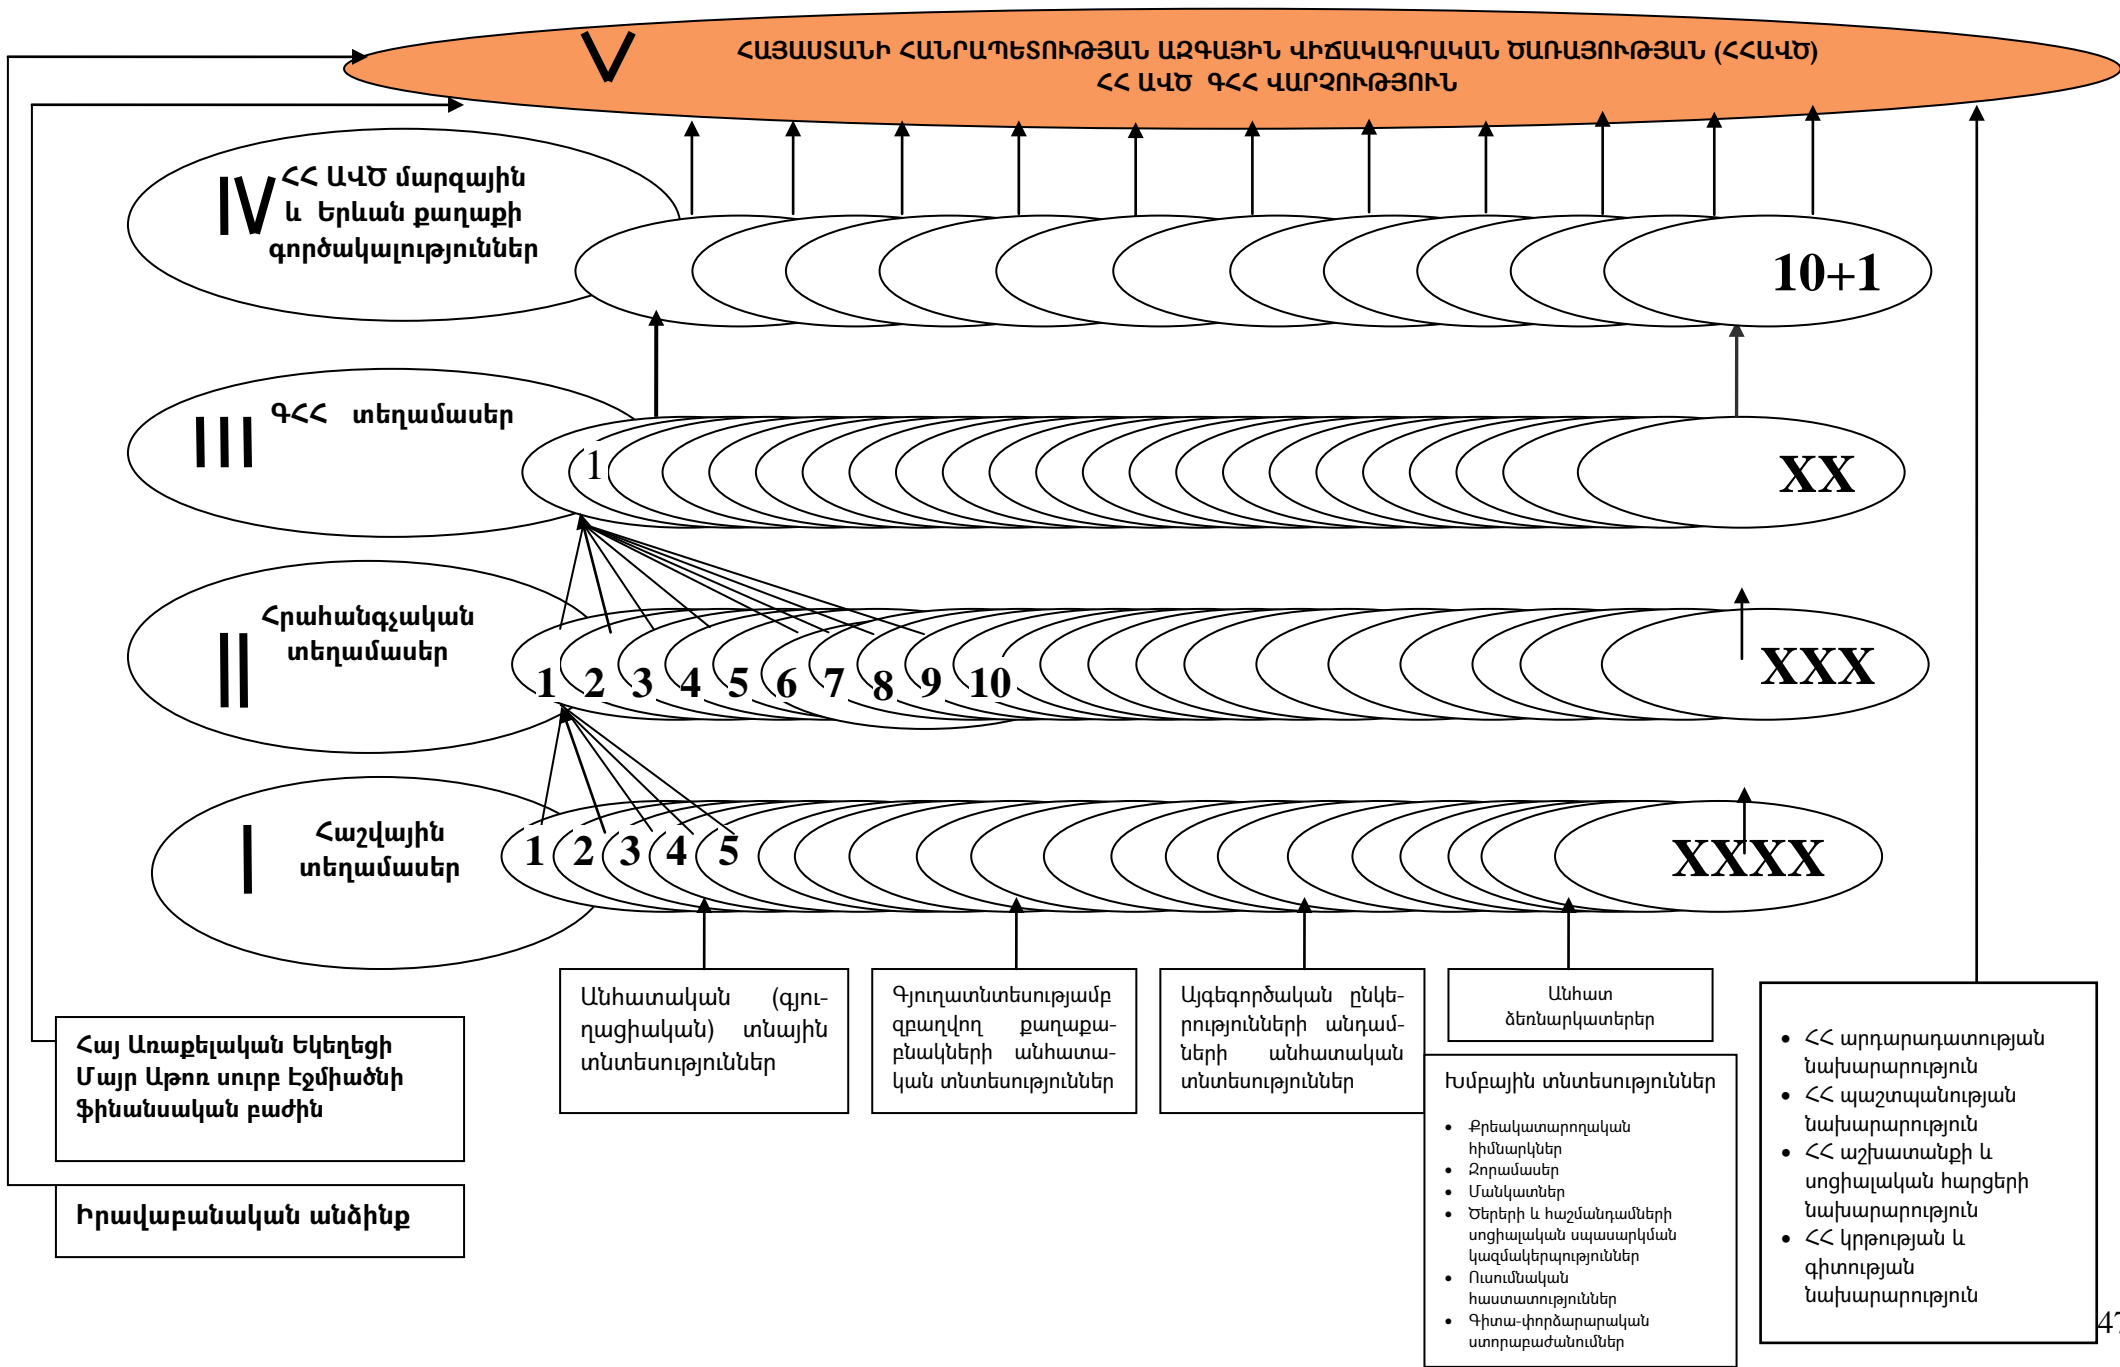 V
ՀԱՅԱՍՏԱՆԻ ՀԱՆՐԱՊԵՏՈՒԹՅԱՆ ԱԶԳԱՅԻՆ ՎԻՃԱԿԱԳՐԱԿԱՆ ԾԱՌԱՅՈՒԹՅԱՆ (ՀՀԱՎԾ)
ՀՀ ԱՎԾ ԳՀՀ ՎԱՐՉՈՒԹՅՈՒՆ
IV
ՀՀ ԱՎԾ մարզային
և Երևան քաղաքի
գործակալություններ
10+1
III
ԳՀՀ տեղամասեր
1
XX
II
Հրահանգչական
տեղամասեր
1 2 3 4 5 6 7 8 9 10
XXX
I
Հաշվային
տեղամասեր
1 2 3 4 5
XXXX
Անհատական (գյու-
ղացիական) տնային
տնտեսություններ
Գյուղատնտեսությամբ
զբաղվող քաղաքա-
բնակների անհատա-
կան տնտեսություններ
Այգեգործական ընկե-
րությունների անդամ-
ների անհատական
տնտեսություններ
Անհատ
ձեռնարկատերեր
Խմբային տնտեսություններ
• Քրեակատարողական
հիմնարկներ
• Զորամասեր
• Մանկատներ
• Ծերերի և հաշմանդամների
սոցիալական սպասարկման
կազմակերպություններ
• Ուսումնական
հաստատություններ
• Գիտա-փորձարարական
ստորաբաժանումներ
• ՀՀ արդարադատության
նախարարություն
• ՀՀ պաշտպանության
նախարարություն
• ՀՀ աշխատանքի և
սոցիալական հարցերի
նախարարություն
• ՀՀ կրթության և
գիտության
նախարարություն
Հայ Առաքելական Եկեղեցի
Մայր Աթոռ սուրբ Էջմիածնի
ֆինանսական բաժին
Իրավաբանական անձինք
47